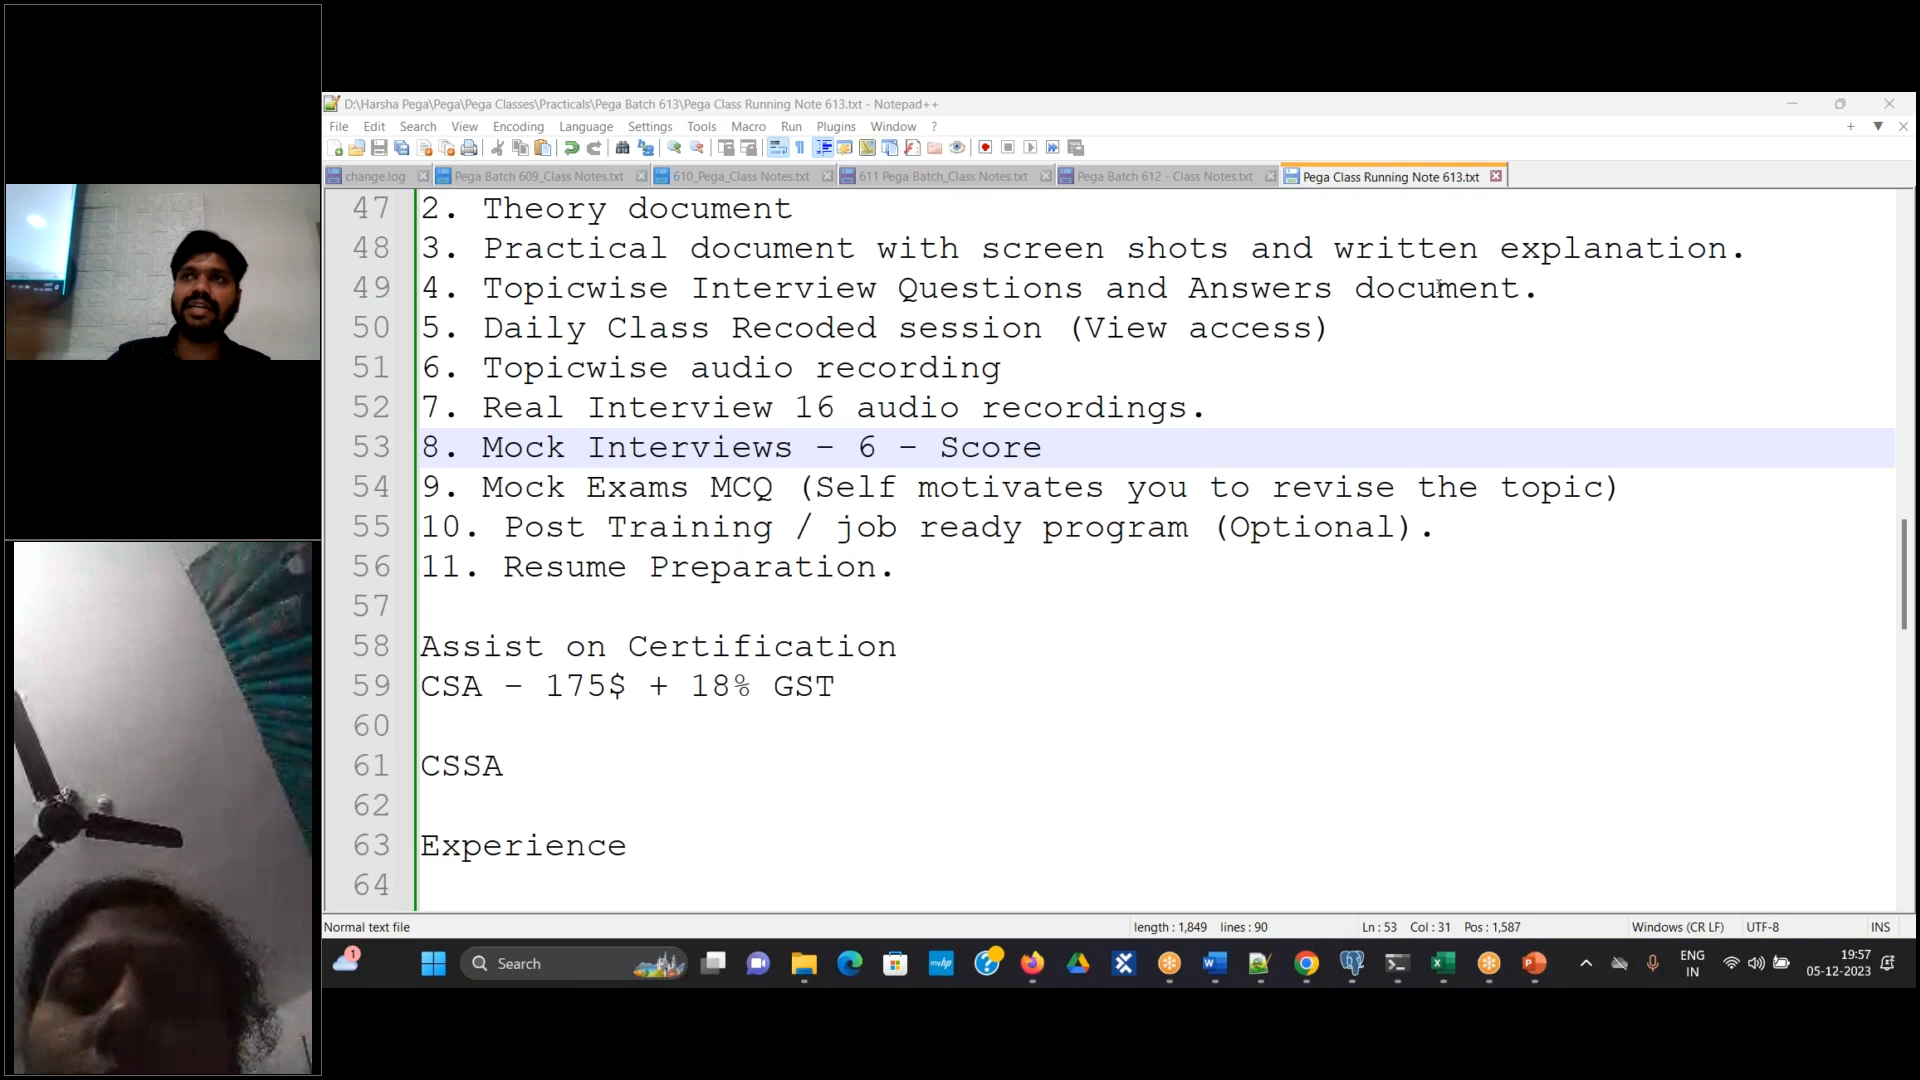 D:\Harsha Pega\Pega\Pega Classes\Practicals\Pega Batch 613\Pega Class Running Note 613.txt - Notepad++
File Edit Search View Encoding Language Settings Tools Macro Run Plugins Window ?
change.log Pega Batch 609_Class Notes.txt 610_Pega_Class Notes.txt 611 Pega Batch_Class Notes.txt Pega Batch 612 - Class Notes.txt Pega Class Running Note 613.txt
47 2. Theory document
48 3. Practical document with screen shots and written explanation.
49 4. Topicwise Interview Questions and Answers document.
50 5. Daily Class Recoded session (View access)
51 6. Topicwise audio recording
52 7. Real Interview 16 audio recordings.
53 8. Mock Interviews – 6 – Score
54 9. Mock Exams MCQ (Self motivates you to revise the topic)
55 10. Post Training / job ready program (Optional).
56 11. Resume Preparation.
57
58 Assist on Certification
59 CSA – 175$ + 18% GST
60
61 CSSA
62
63 Experience
64
Normal text file length : 1,849 lines : 90 Ln : 53 Col : 31 Pos : 1,587 Windows (CR LF) UTF-8 INS
1 Search myhp ENG IN 19:57 05-12-2023